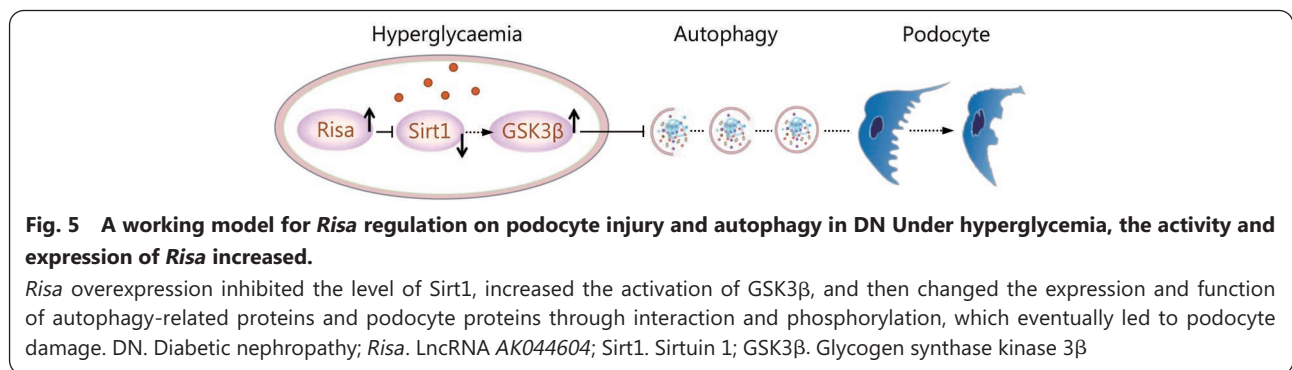 Hyperglycaemia Autophagy Podocyte
Risa Sirt1 GSK3β
Fig. 5 A working model for Risa regulation on podocyte injury and autophagy in DN Under hyperglycemia, the activity and
expression of Risa increased.
Risa overexpression inhibited the level of Sirt1, increased the activation of GSK3β, and then changed the expression and function
of autophagy-related proteins and podocyte proteins through interaction and phosphorylation, which eventually led to podocyte
damage. DN. Diabetic nephropathy; Risa. LncRNA AK044604; Sirt1. Sirtuin 1; GSK3β. Glycogen synthase kinase 3β